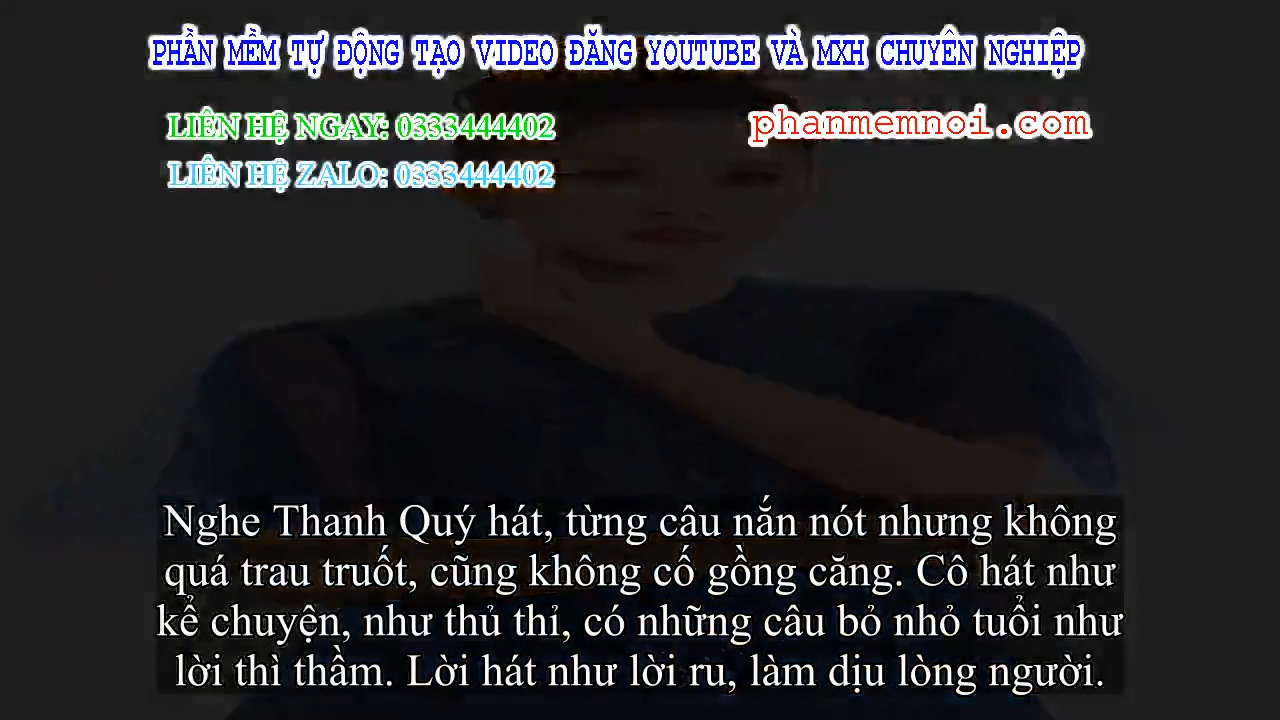 PHẦN MỀM TỰ ĐỘNG TẠO VIDEO ĐĂNG YOUTUBE VÀ MXH CHUYÊN NGHIỆP
LIÊN HỆ NGAY: 0333444402
phanmemnoi.com
LIÊN HỆ ZALO: 0333444402
Nghe Thanh Quý hát, từng câu nắn nót nhưng không
quá trau truốt, cũng không cố gồng căng. Cô hát như
kể chuyện, như thủ thỉ, có những câu bỏ nhỏ tuổi như
lời thì thầm. Lời hát như lời ru, làm dịu lòng người.